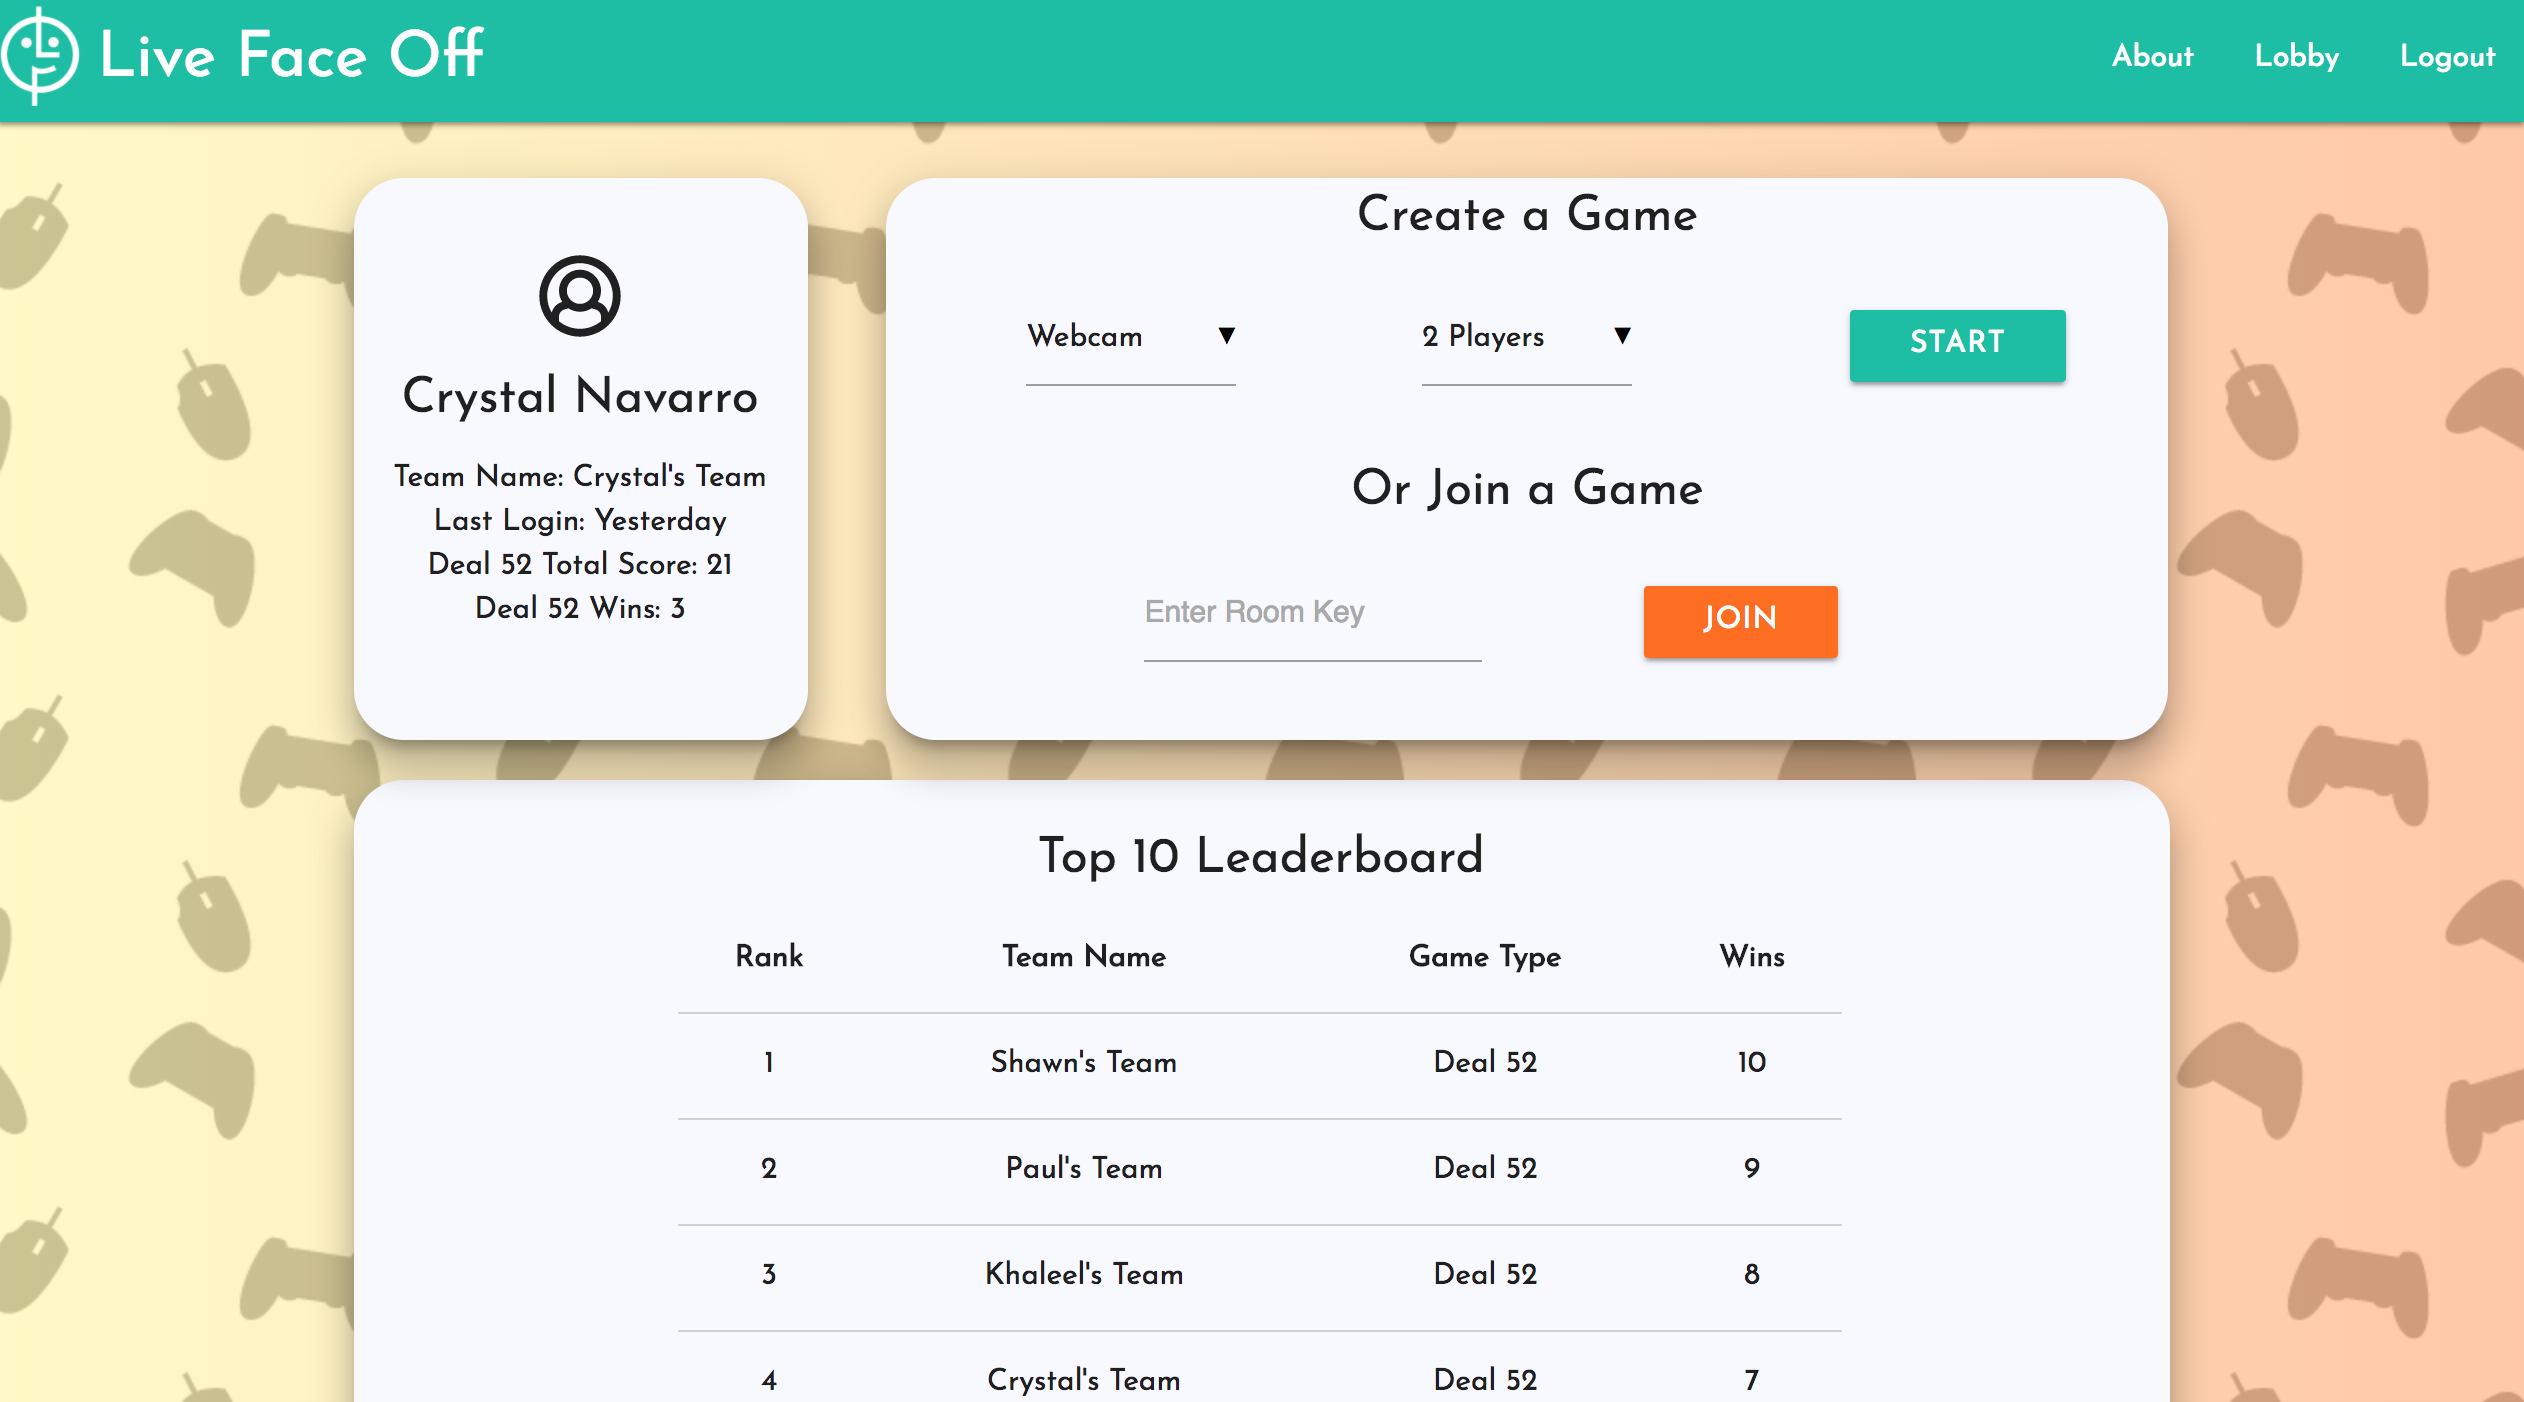 Live Face Off
About Lobby Logout
Crystal Navarro
Team Name: Crystal's Team
Last Login: Yesterday
Deal 52 Total Score: 21
Deal 52 Wins: 3
Create a Game
Webcam ▼ 2 Players ▼ START
Or Join a Game
Enter Room Key JOIN
Top 10 Leaderboard
Rank Team Name Game Type Wins
1 Shawn's Team Deal 52 10
2 Paul's Team Deal 52 9
3 Khaleel's Team Deal 52 8
4 Crystal's Team Deal 52 7